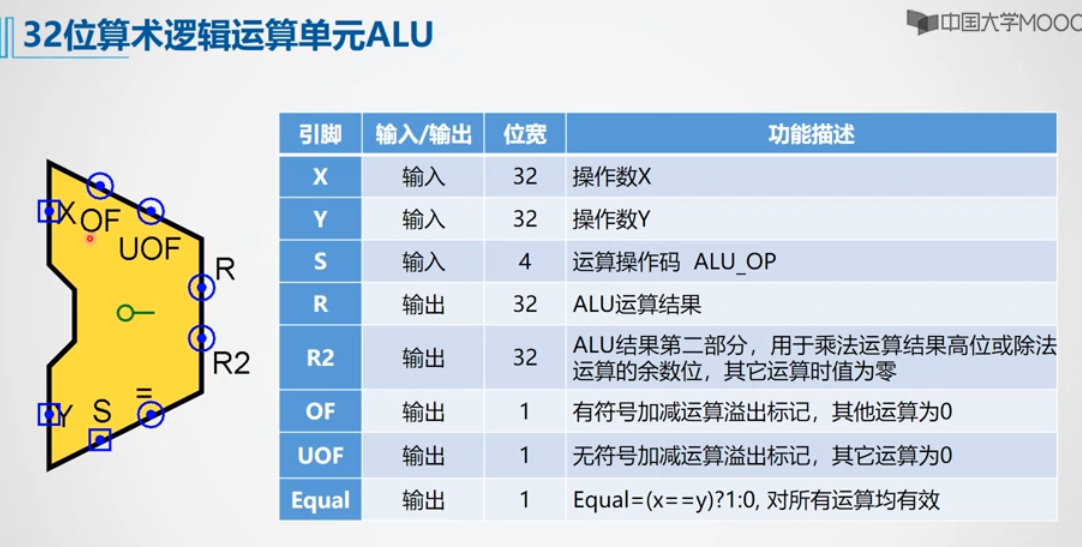 32位算术逻辑运算单元ALU
中国大学MOOC
X
OF
UOF
R
R2
=
S
Y
引脚 输入/输出 位宽 功能描述
X 输入 32 操作数X
Y 输入 32 操作数Y
S 输入 4 运算操作码 ALU_OP
R 输出 32 ALU运算结果
R2 输出 32 ALU结果第二部分，用于乘法运算结果高位或除法
运算的余数位，其它运算时值为零
OF 输出 1 有符号加减运算溢出标记，其他运算为0
UOF 输出 1 无符号加减运算溢出标记，其它运算为0
Equal 输出 1 Equal=(x==y)?1:0, 对所有运算均有效